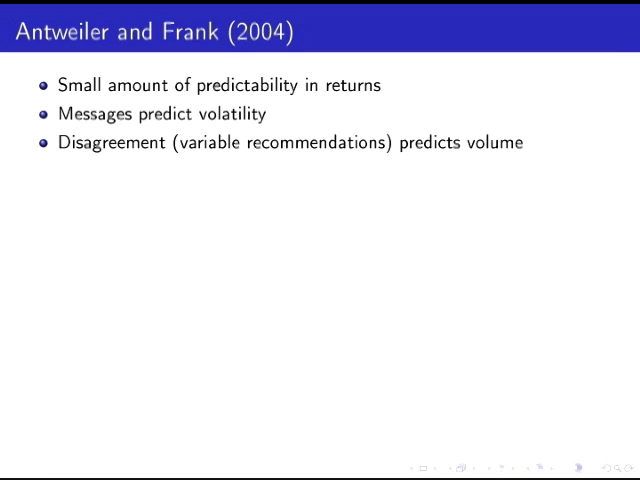 Antweiler and Frank (2004)
Small amount of predictability in returns
Messages predict volatility
Disagreement (variable recommendations) predicts volume